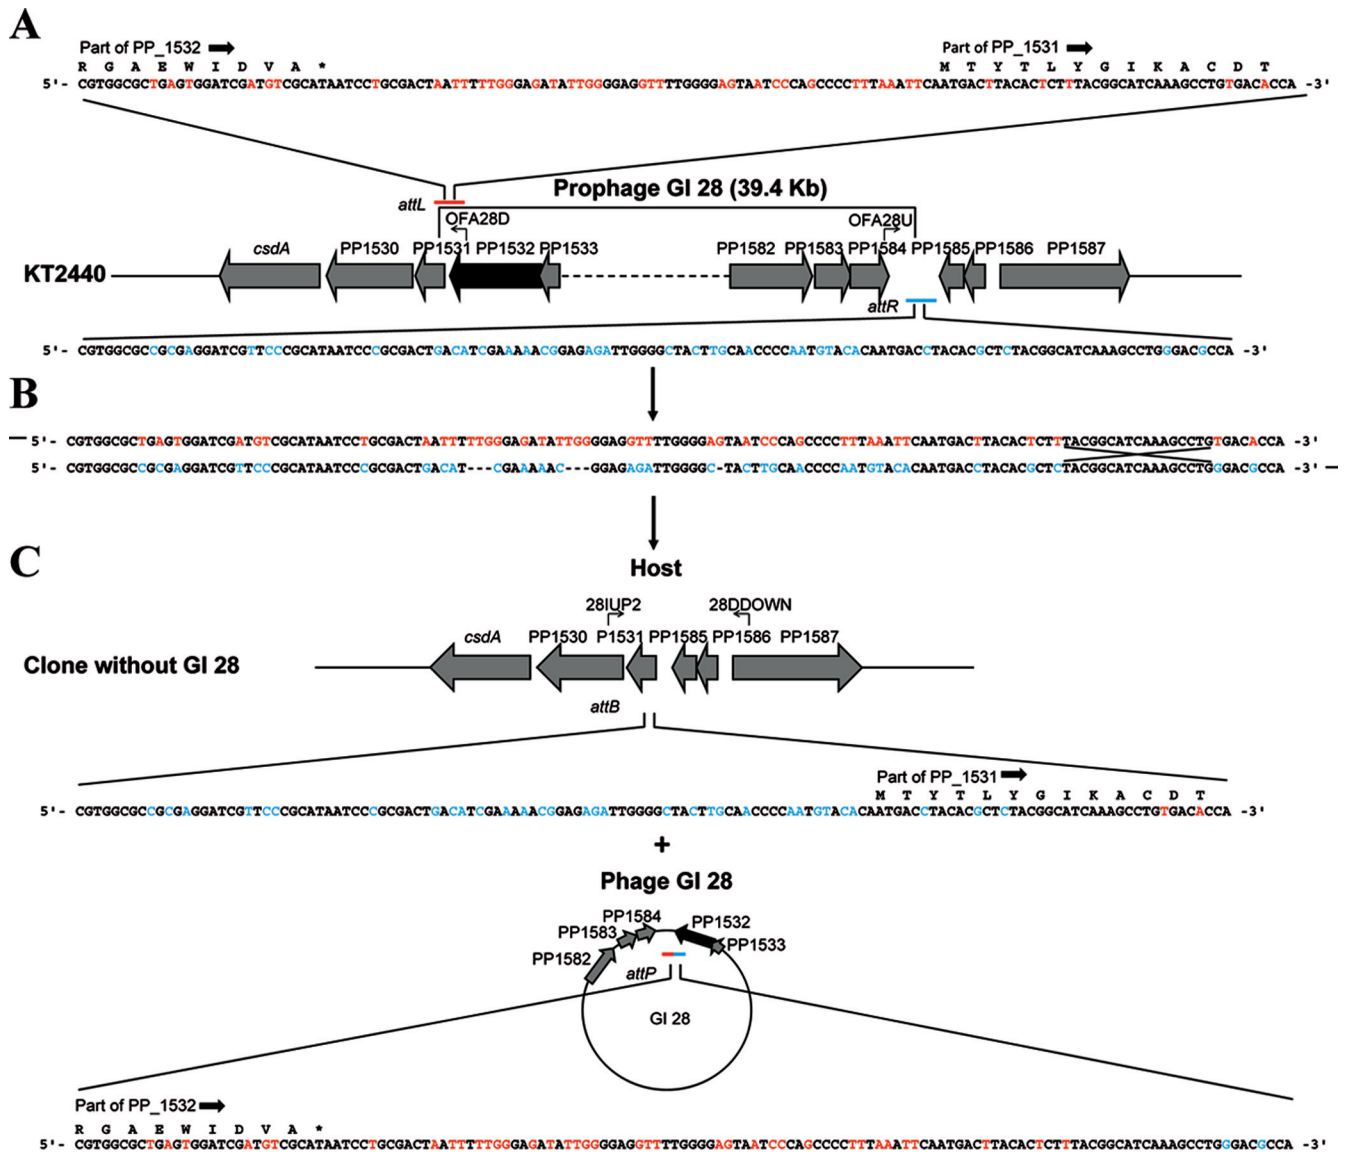 A
Part of PP_1532 Part of PP_1531
R G A E W I D V A * M T Y T L Y G I K A C D T
5'- CGTGGCGCTGAGTGGATCGATGTCGCATAATCCTGCGACTAATTTTTGGGAGATATTGGGGAGGTTTTGGGGAGTAATCCCAGCCCCTTTAAATTCAATGACTTACACTCTTTACGGCATCAAAGCCTGTGACACCA -3'
Prophage GI 28 (39.4 Kb)
attL
OFA28D OFA28U
csdA PP1530 PP1531 PP1532 PP1533 PP1582 PP1583 PP1584 PP1585 PP1586 PP1587
KT2440
attR
5'- CGTGGCGCCGCGAGGATCGTTCCCGCATAATCCCGCGACTGACATCGAAAAACGGAGAGATTGGGGCTACTTGCAACCCCAATGTACACAATGACCTACACGCTCTACGGCATCAAAGCCTGGGACGCCA -3'
B
5'- CGTGGCGCTGAGTGGATCGATGTCGCATAATCCTGCGACTAATTTTTGGGAGATATTGGGGAGGTTTTGGGGAGTAATCCCAGCCCCTTTAAATTCAATGACTTACACTCTTTACGGCATCAAAGCCTGTGACACCA -3'
5'- CGTGGCGCCGCGAGGATCGTTCCCGCATAATCCCGCGACTGACAT---CGAAAAAC---GGAGAGATTGGGGC-TACTTGCAACCCCAATGTACACAATGACCTACACGCTCTACGGCATCAAAGCCTGGGACGCCA -3'
C
Host
28IUP2 28DDOWN
csdA PP1530 P1531 PP1585 PP1586 PP1587
Clone without GI 28
attB
Part of PP_1531
M T Y T L Y G I K A C D T
5'- CGTGGCGCCGCGAGGATCGTTCCCGCATAATCCCGCGACTGACATCGAAAAACGGAGAGATTGGGGCTACTTGCAACCCCAATGTACACAATGACCTACACGCTCTACGGCATCAAAGCCTGTGACACCA -3'
+
Phage GI 28
PP1584 PP1532
PP1583 PP1533
PP1582
attP
GI 28
Part of PP_1532
R G A E W I D V A *
5'- CGTGGCGCTGAGTGGATCGATGTCGCATAATCCTGCGACTAATTTTTGGGAGATATTGGGGAGGTTTTGGGGAGTAATCCCAGCCCCTTTAAATTCAATGACTTACACTCTTTACGGCATCAAAGCCTGGGACGCCA -3'